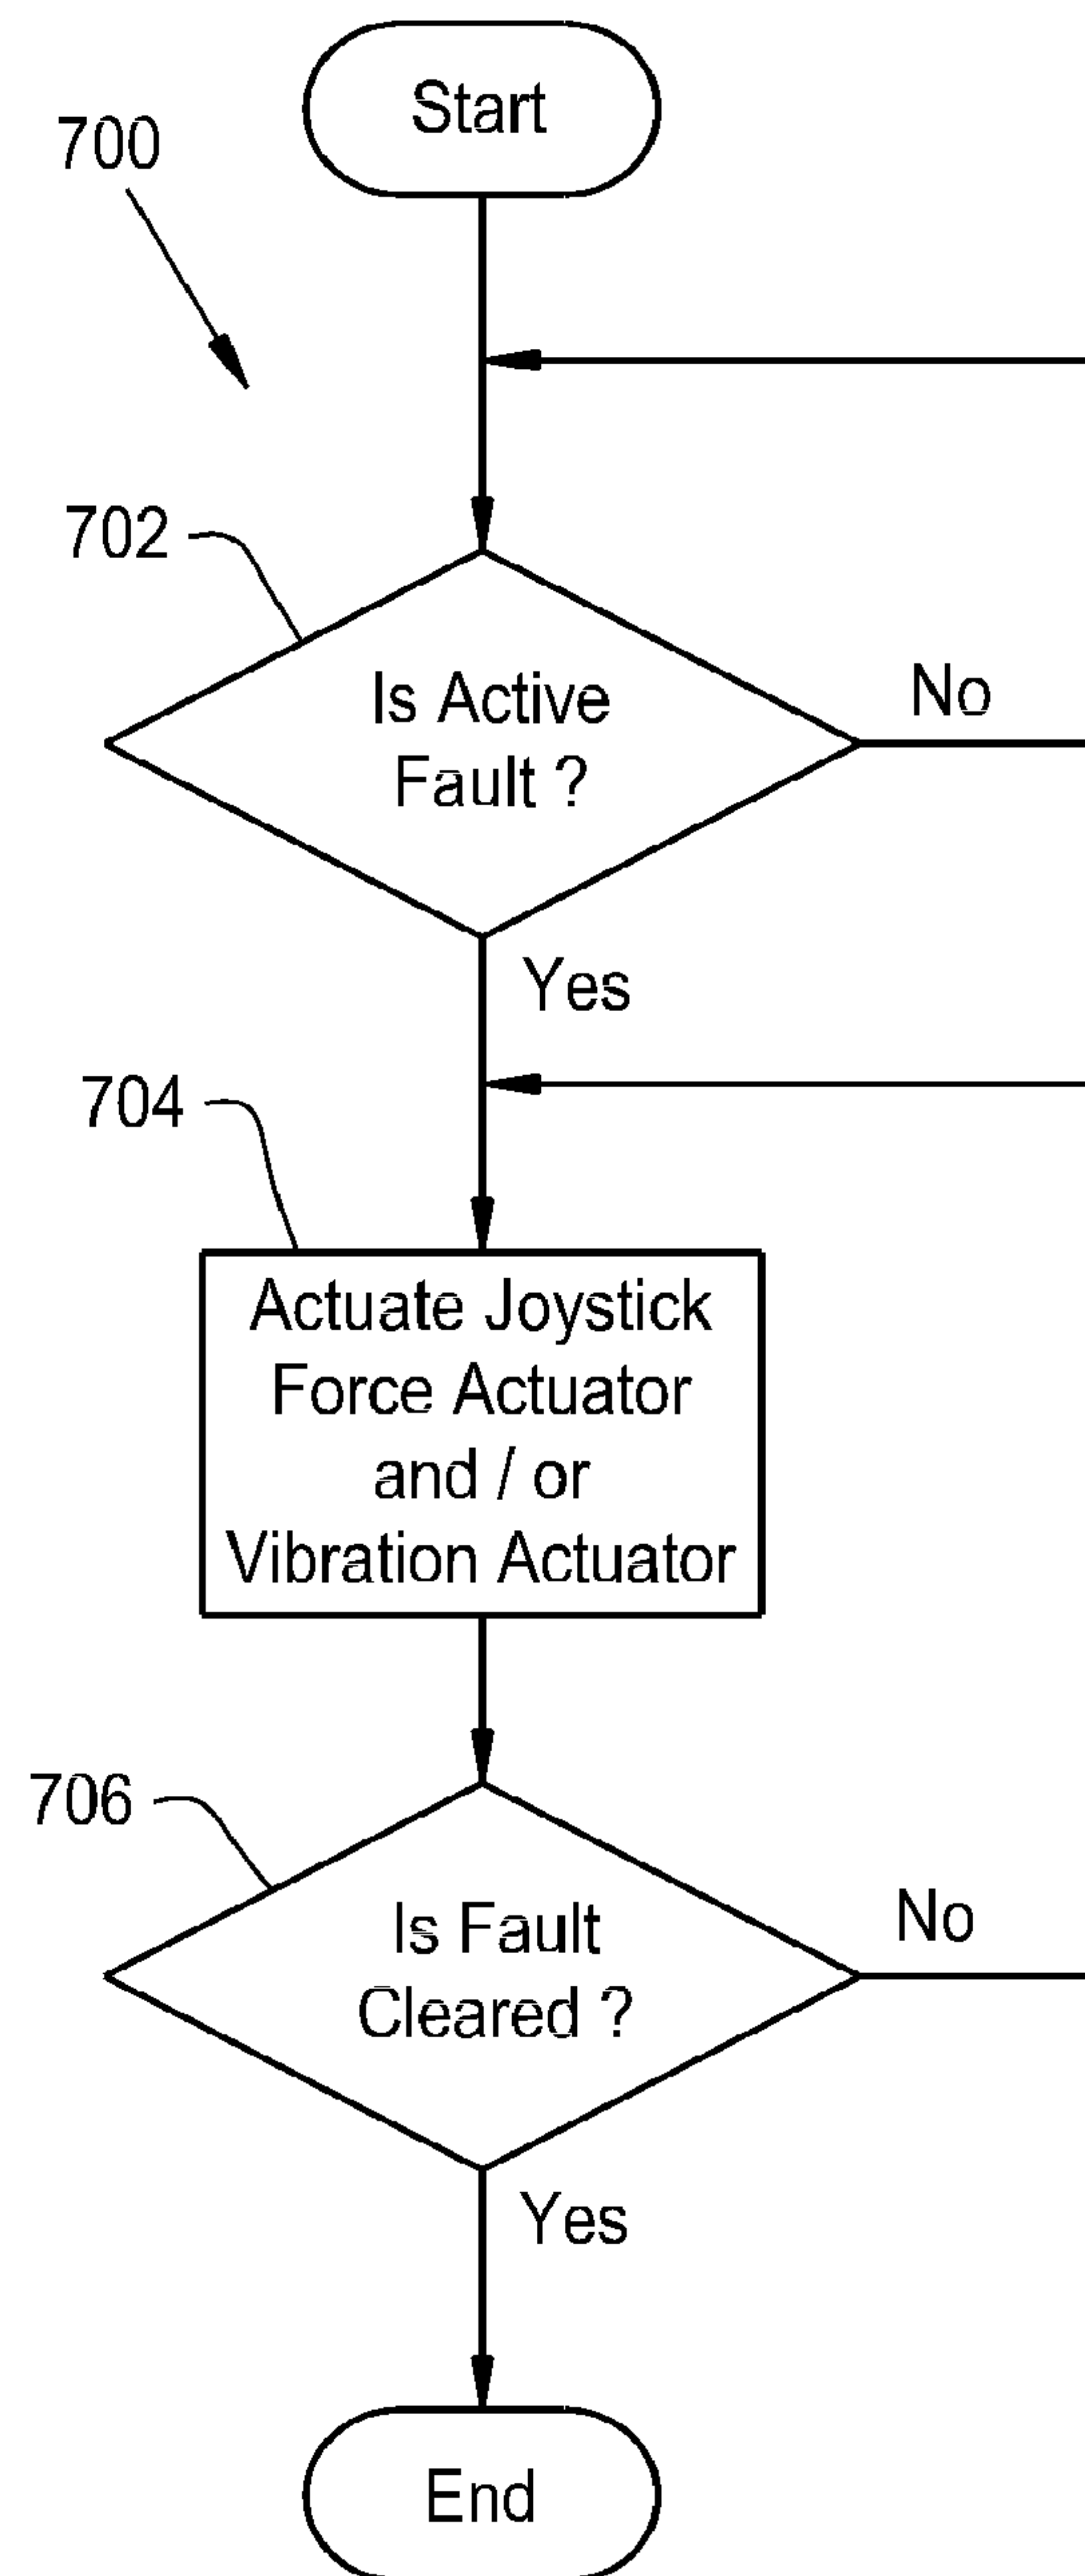 Start
700
702
Is Active
Fault ?
No
Yes
704
Actuate Joystick
Force Actuator
and / or
Vibration Actuator
706
Is Fault
Cleared ?
No
Yes
End